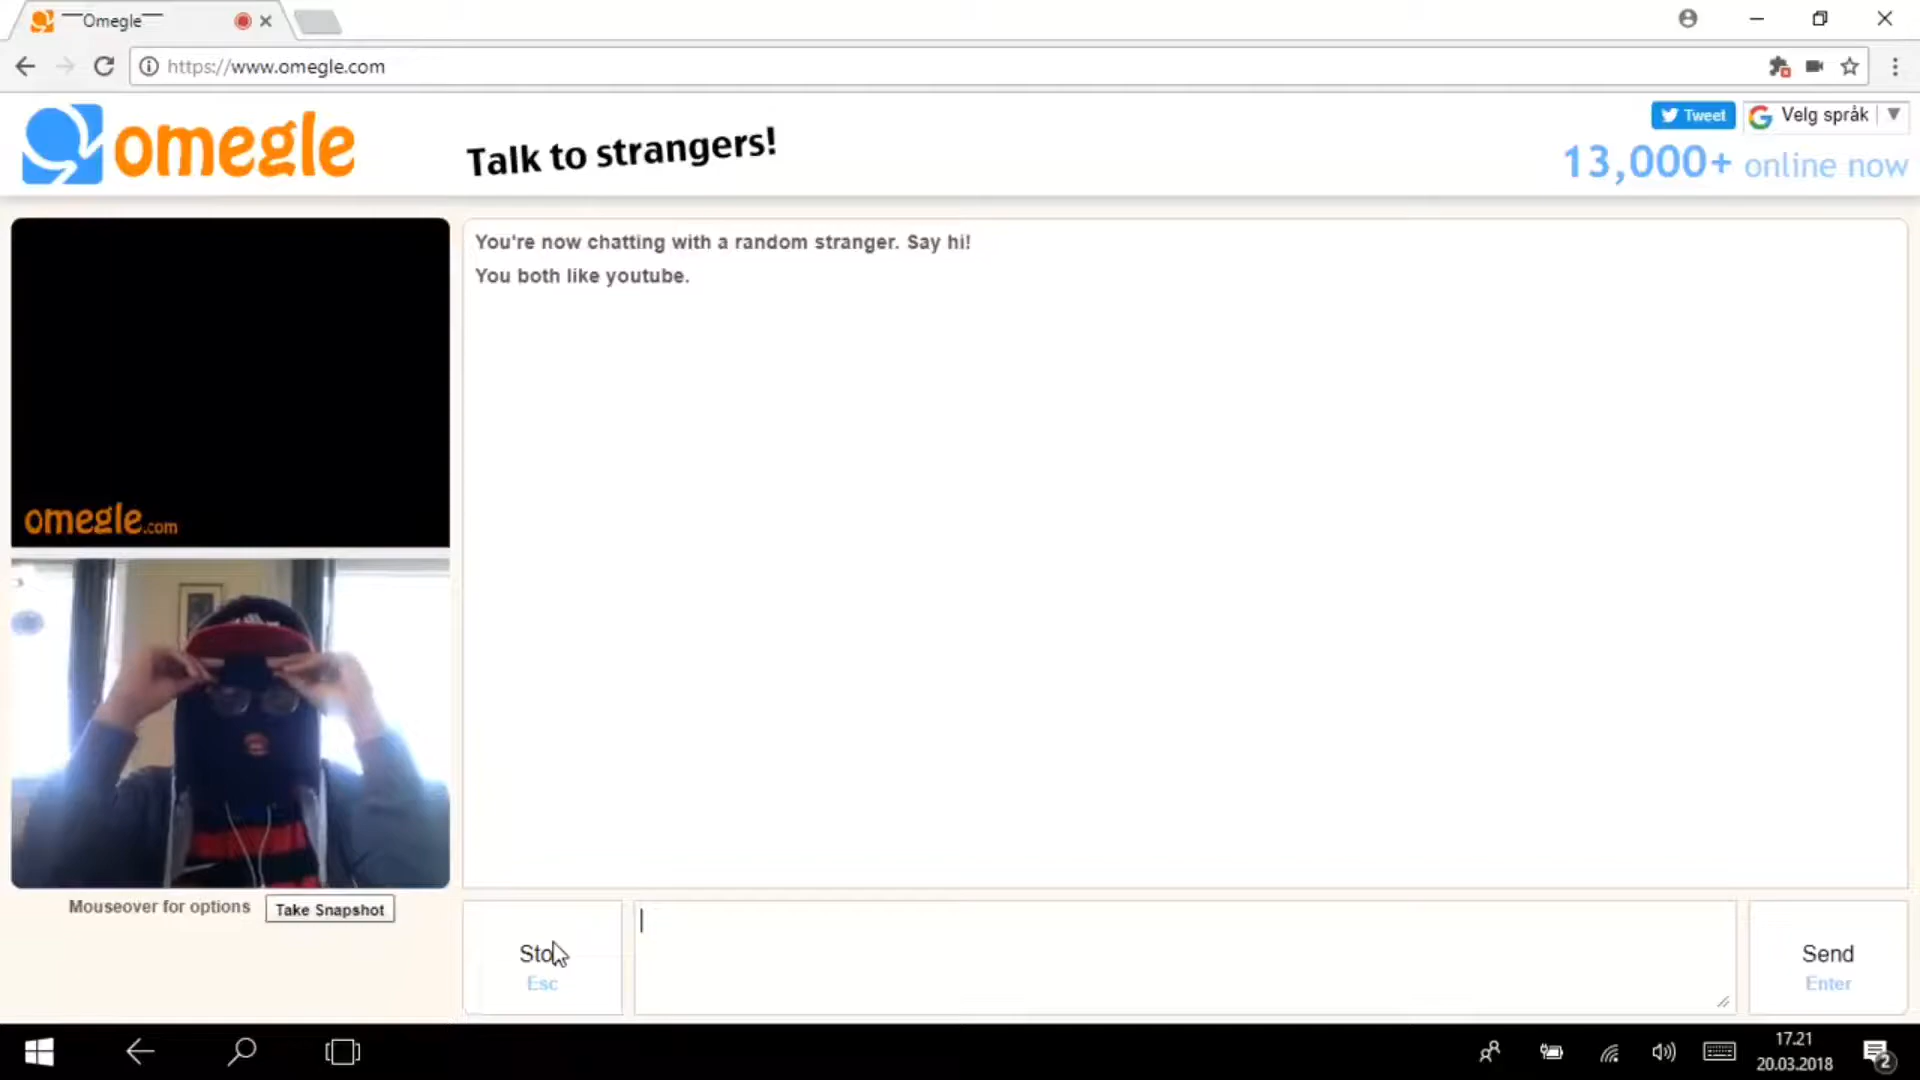 Omegle
https://www.omegle.com
omegle
Talk to strangers!
Tweet
Velg språk
13,000+ online now
You're now chatting with a random stranger. Say hi!
You both like youtube.
omegle.com
Mouseover for options
Take Snapshot
Sto
Esc
Send
Enter
17.21
20.03.2018
2